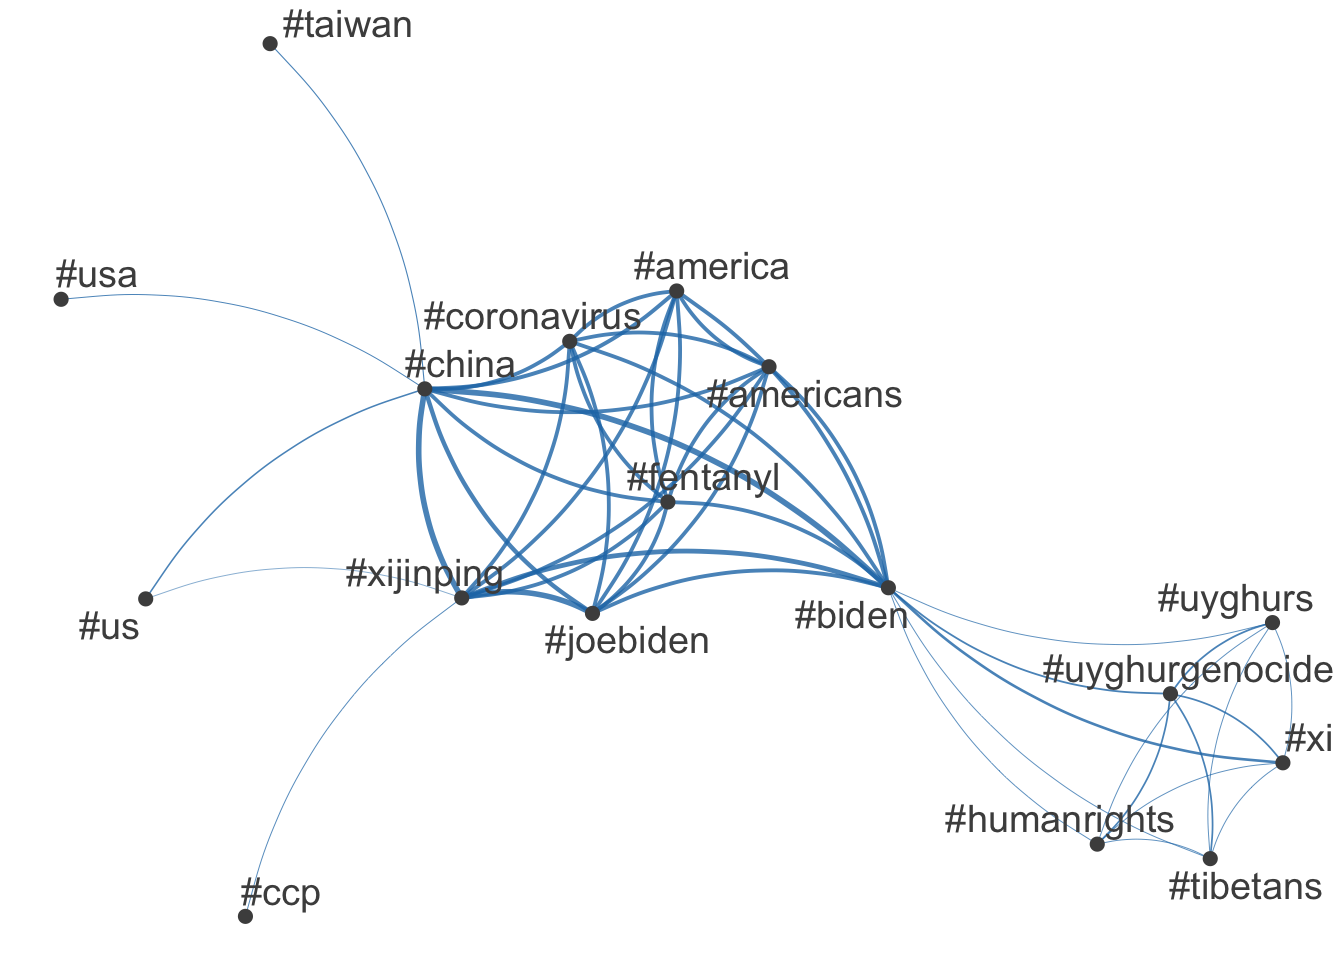 #taiwan
#usa
#america
#coronavirus
#china
#americans
#fentanyl
#xijinping
#us
#joebiden
#biden
#uyghurs
#uyghurgenocide
#xi
#humanrights
#tibetans
#ccp